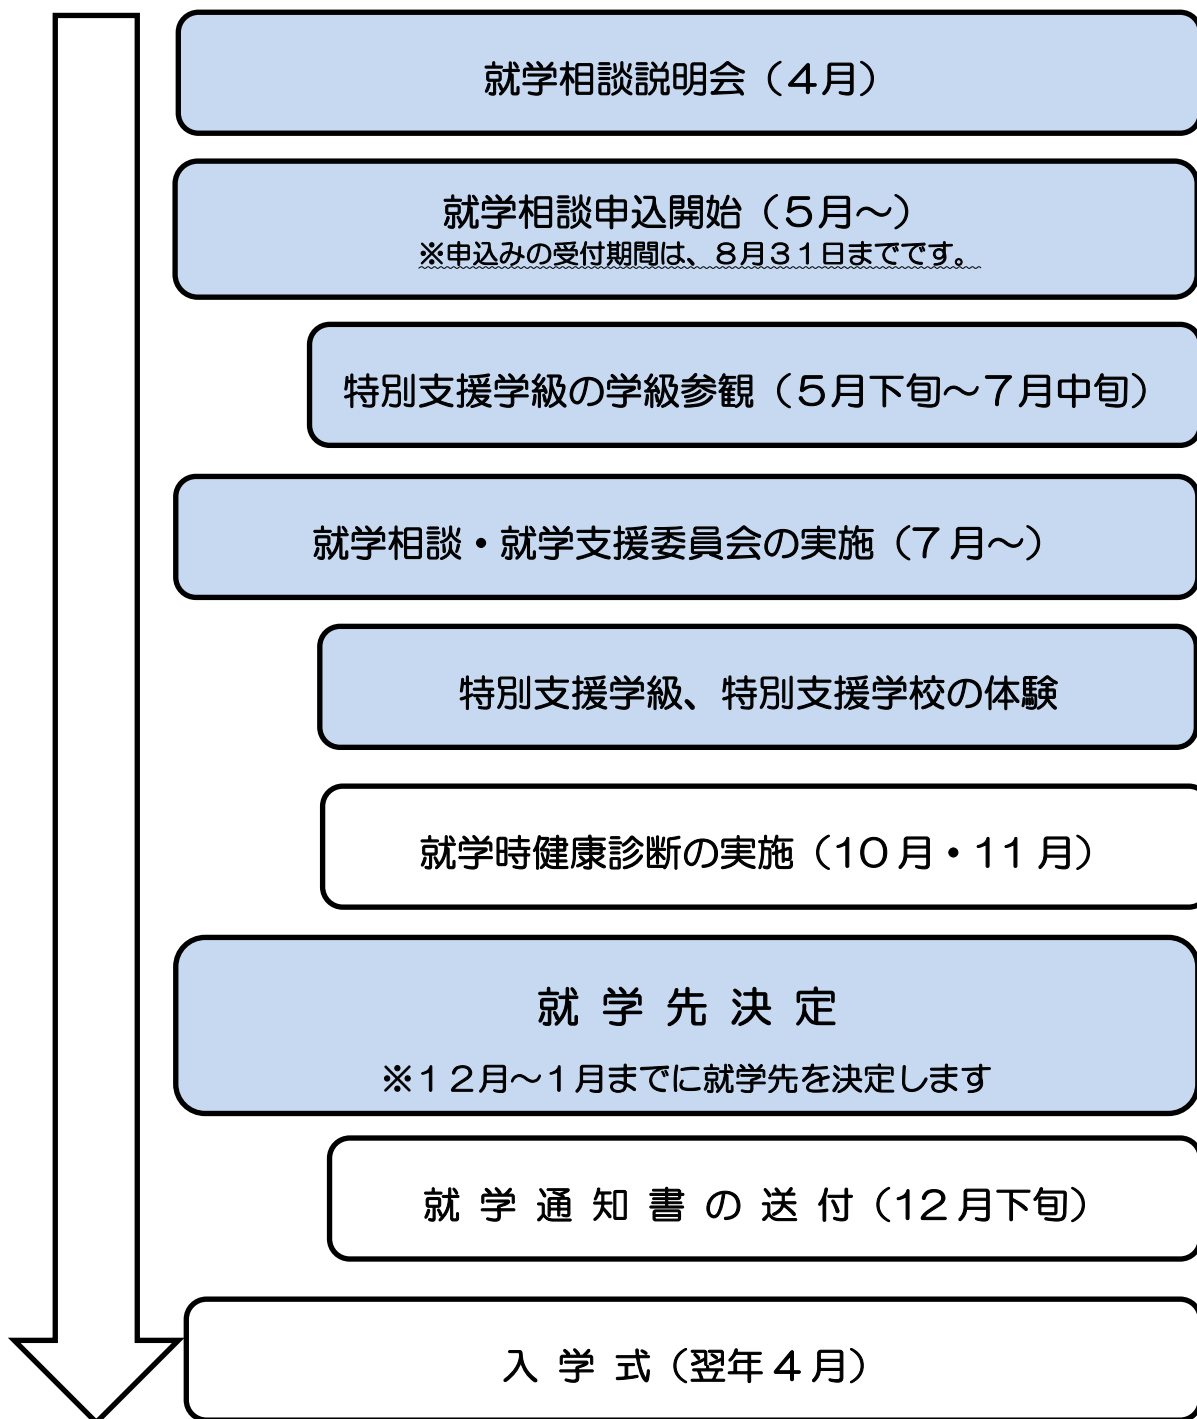 就学相談説明会（４月）
就学相談申込開始（５月～）
※申込みの受付期間は、８月３１日までです。
特別支援学級の学級参観（５月下旬～７月中旬）
就学相談・就学支援委員会の実施（７月～）
特別支援学級、特別支援学校の体験
就学時健康診断の実施（10月・11月）
就 学 先 決 定
※１２月～１月までに就学先を決定します
就 学 通 知 書 の 送 付（12月下旬）
入 学 式（翌年４月）